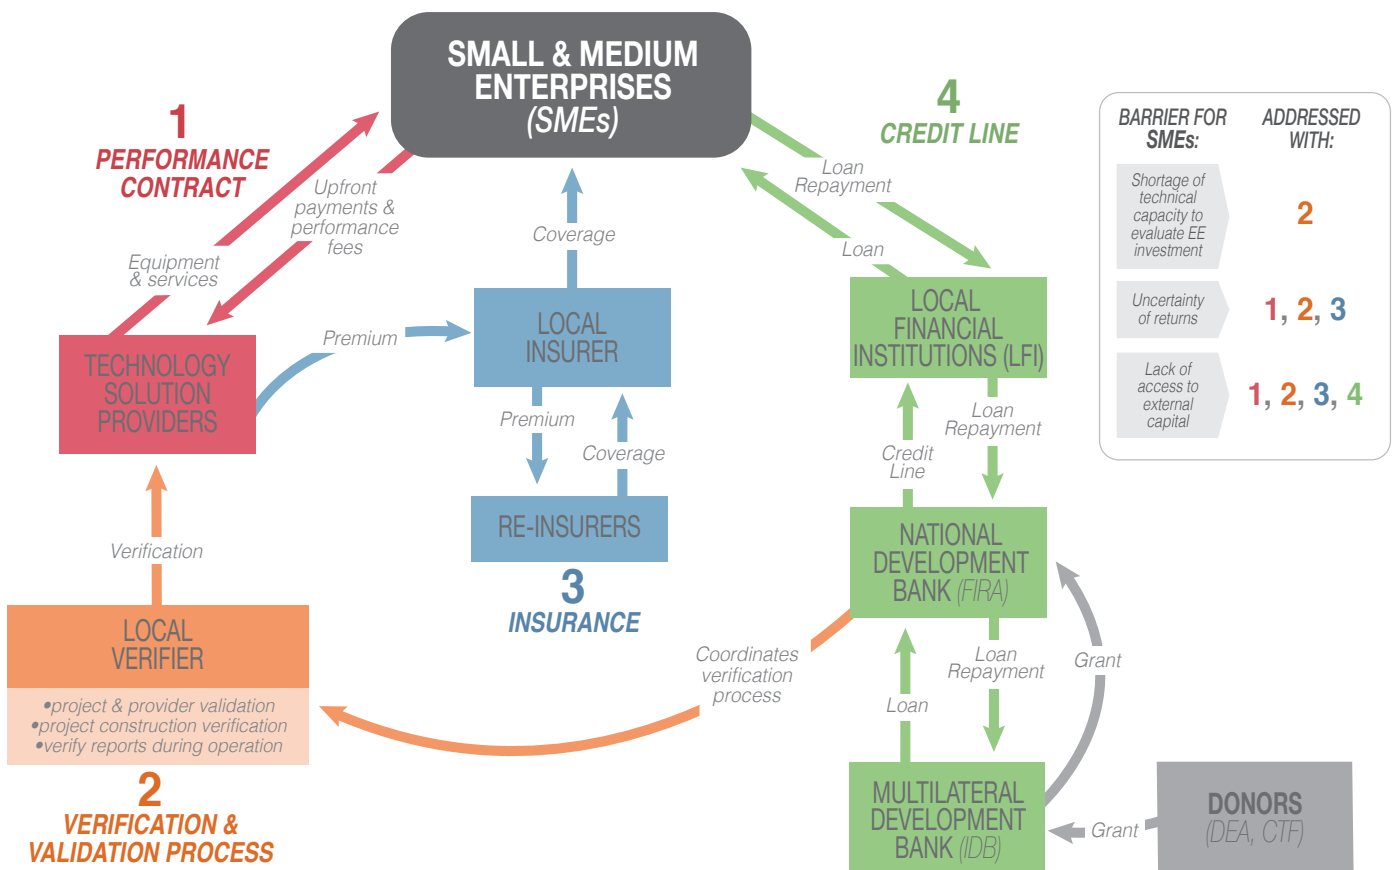 SMALL & MEDIUM
ENTERPRISES
(SMEs)
1
PERFORMANCE
CONTRACT
Equipment
& services
Upfront
payments &
performance
fees
TECHNOLOGY
SOLUTION
PROVIDERS
Premium
Coverage
LOCAL
INSURER
Premium
Coverage
RE-INSURERS
3
INSURANCE
Verification
LOCAL
VERIFIER
•project & provider validation
•project construction verification
•verify reports during operation
2
VERIFICATION &
VALIDATION PROCESS
Coordinates
verification
process
4
CREDIT LINE
Loan
Repayment
Loan
LOCAL
FINANCIAL
INSTITUTIONS (LFI)
Credit
Line
Loan
Repayment
NATIONAL
DEVELOPMENT
BANK (FIRA)
Loan
Loan
Repayment
Grant
MULTILATERAL
DEVELOPMENT
BANK (IDB)
Grant
DONORS
(DEA, CTF)
BARRIER FOR
SMEs:
ADDRESSED
WITH:
Shortage of
technical
capacity to
evaluate EE
investment
2
Uncertainty
of returns
1, 2, 3
Lack of
access to
external
capital
1, 2, 3, 4